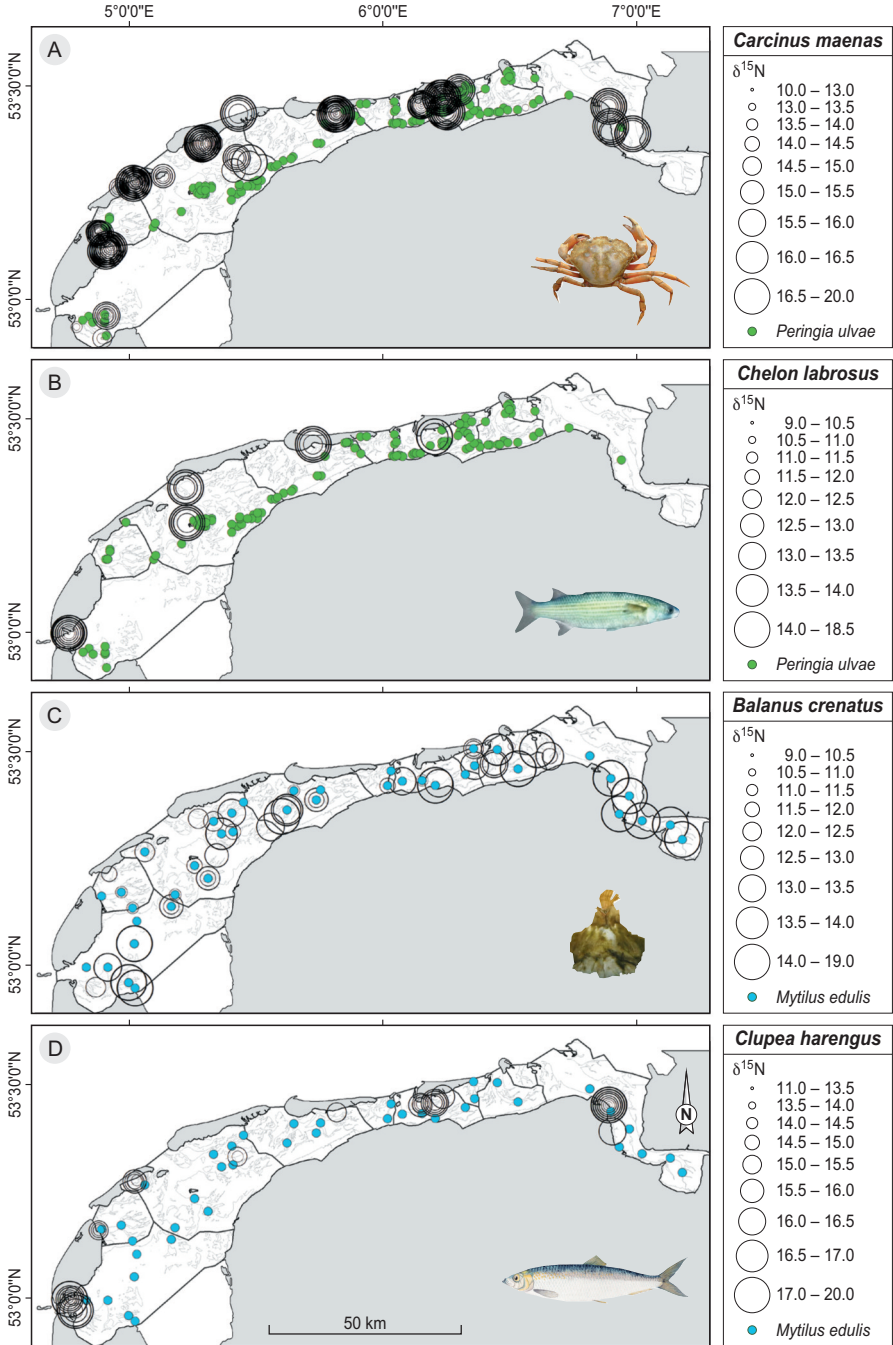 5°0'0"E 6°0'0"E 7°0'0"E
A
53°30'0"N
53°0'0"N
Carcinus maenas
δ15N
10.0 – 13.0
13.0 – 13.5
13.5 – 14.0
14.0 – 14.5
14.5 – 15.0
15.0 – 15.5
15.5 – 16.0
16.0 – 16.5
16.5 – 20.0
Peringia ulvae
B
53°30'0"N
53°0'0"N
Chelon labrosus
δ15N
9.0 – 10.5
10.5 – 11.0
11.0 – 11.5
11.5 – 12.0
12.0 – 12.5
12.5 – 13.0
13.0 – 13.5
13.5 – 14.0
14.0 – 18.5
Peringia ulvae
C
53°30'0"N
53°0'0"N
Balanus crenatus
δ15N
9.0 – 10.5
10.5 – 11.0
11.0 – 11.5
11.5 – 12.0
12.0 – 12.5
12.5 – 13.0
13.0 – 13.5
13.5 – 14.0
14.0 – 19.0
Mytilus edulis
D
53°30'0"N
53°0'0"N
N
50 km
Clupea harengus
δ15N
11.0 – 13.5
13.5 – 14.0
14.0 – 14.5
14.5 – 15.0
15.0 – 15.5
15.5 – 16.0
16.0 – 16.5
16.5 – 17.0
17.0 – 20.0
Mytilus edulis